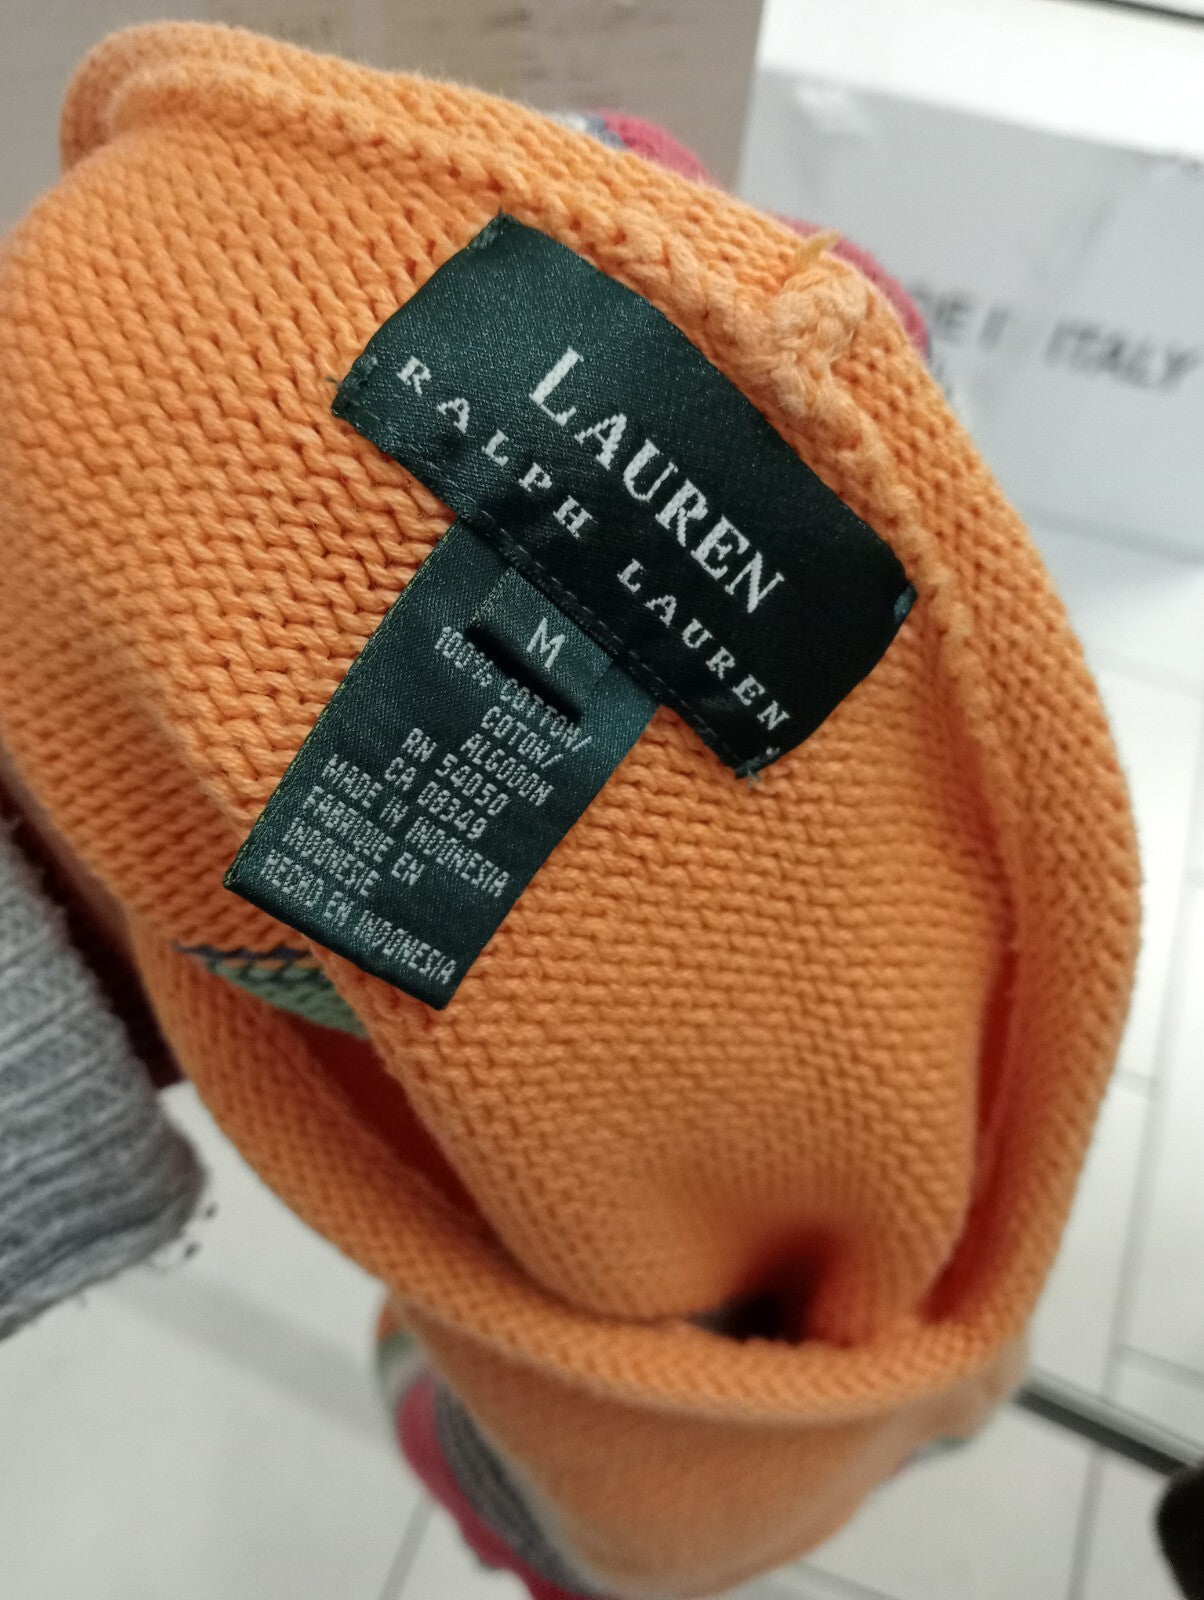 LAUREN
RALPH LAUREN
M
100% COTTON/
COTON/
ALGODON
RN 54050
CA 08349
MADE IN INDONESIA
FABRIQUE EN
INDONESIE
HECHO EN INDONESIA
ITALY